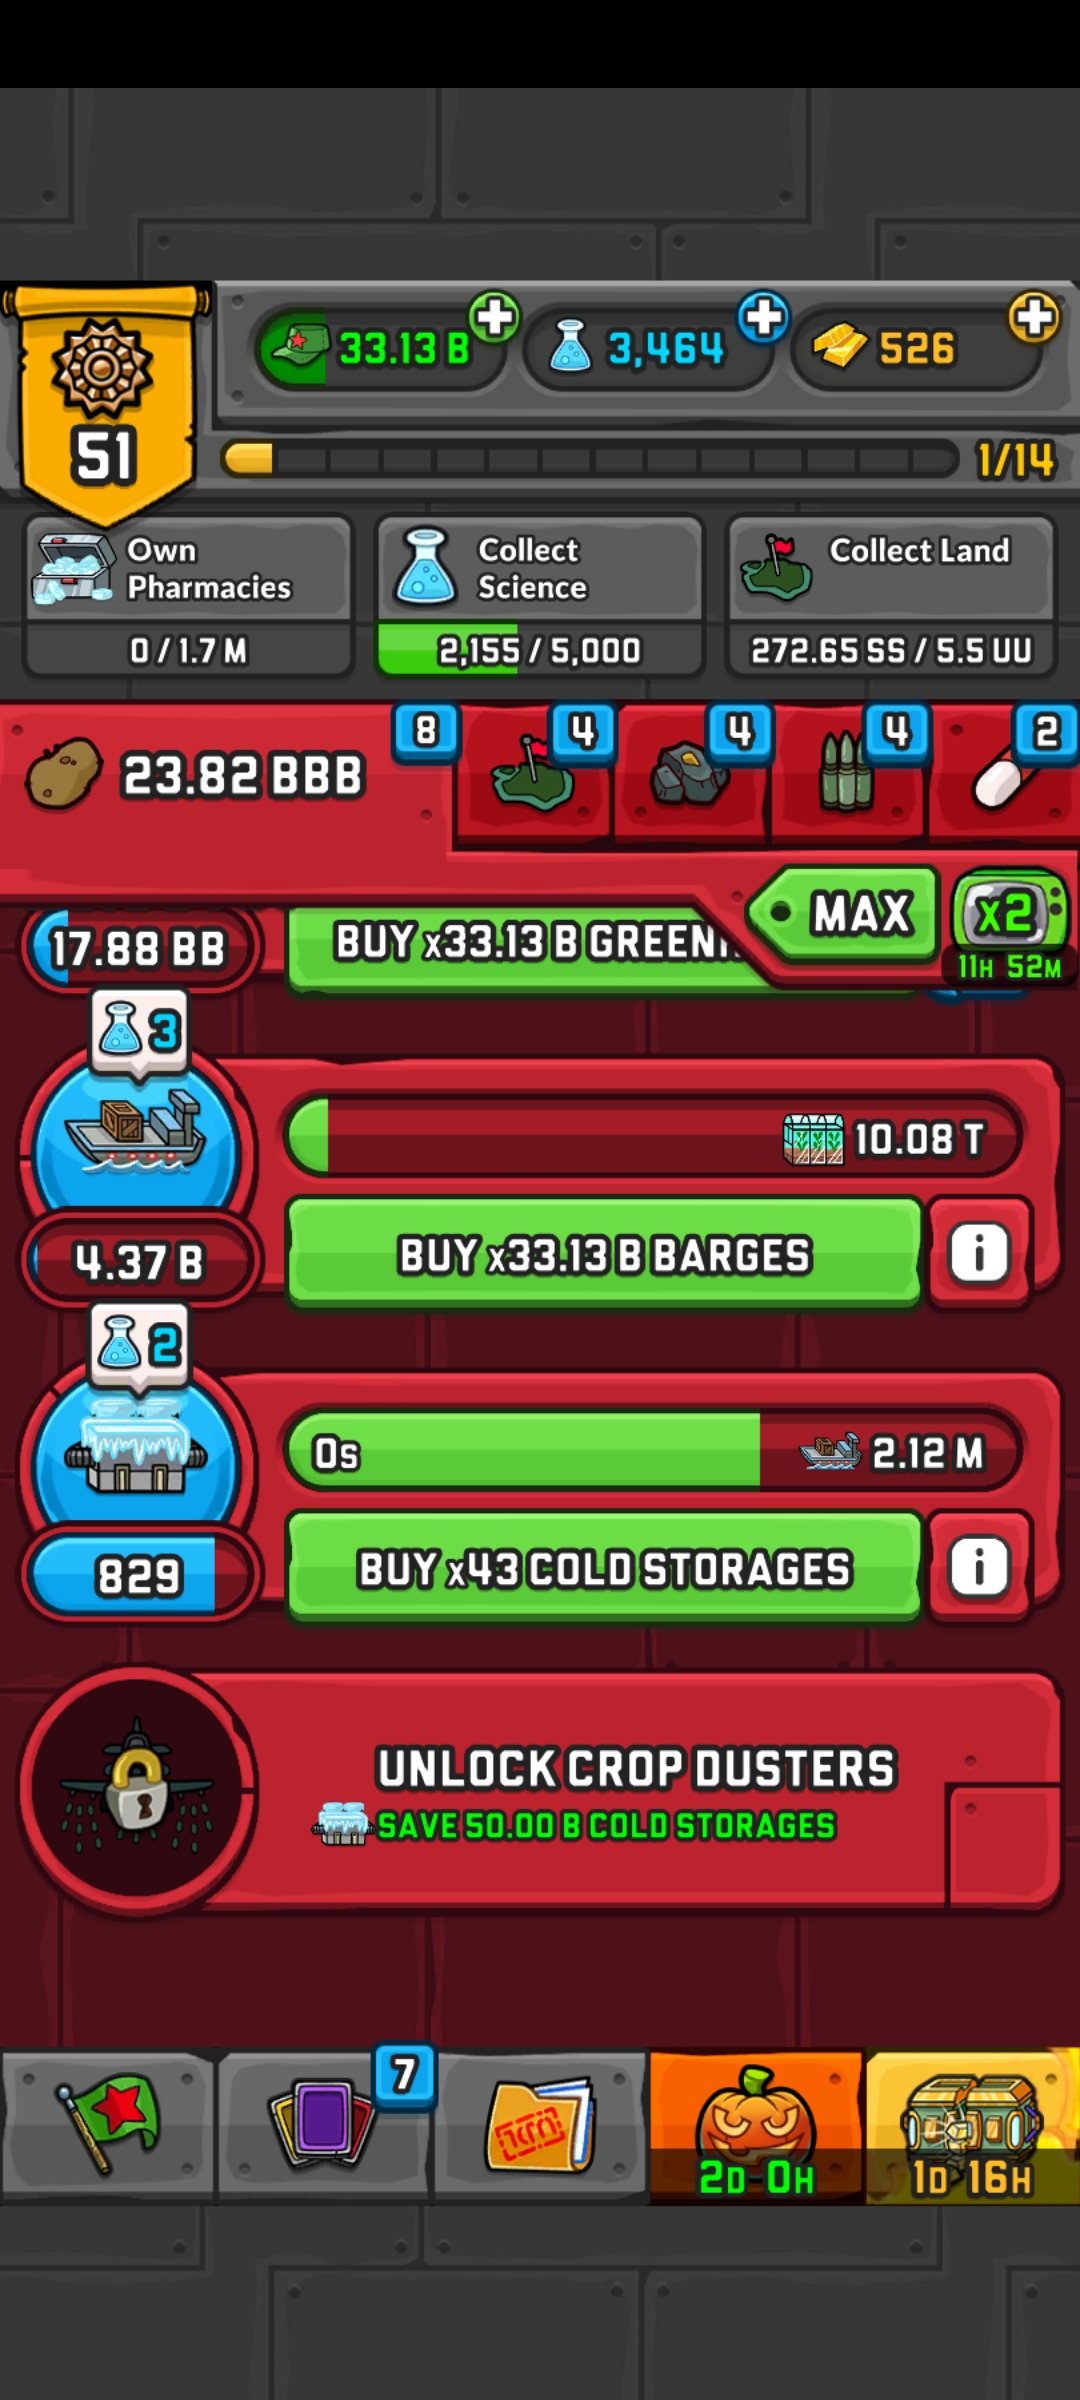 33.13 B
3,464
526
51
1/14
Own Pharmacies
0 / 1.7 M
Collect Science
2,155 / 5,000
Collect Land
272.65 SS / 5.5 UU
23.82 BBB
8
4
4
4
2
MAX
x2
11H 52M
17.88 BB
BUY x33.13 B GREEN
3
10.08 T
4.37 B
BUY x33.13 B BARGES
i
2
0s
2.12 M
829
BUY x43 COLD STORAGES
i
UNLOCK CROP DUSTERS
SAVE 50.00 B COLD STORAGES
7
2D 0H
1D 16H